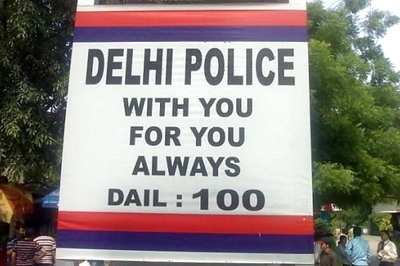 DELHI POLICE
WITH YOU
FOR YOU
ALWAYS
DAIL : 100